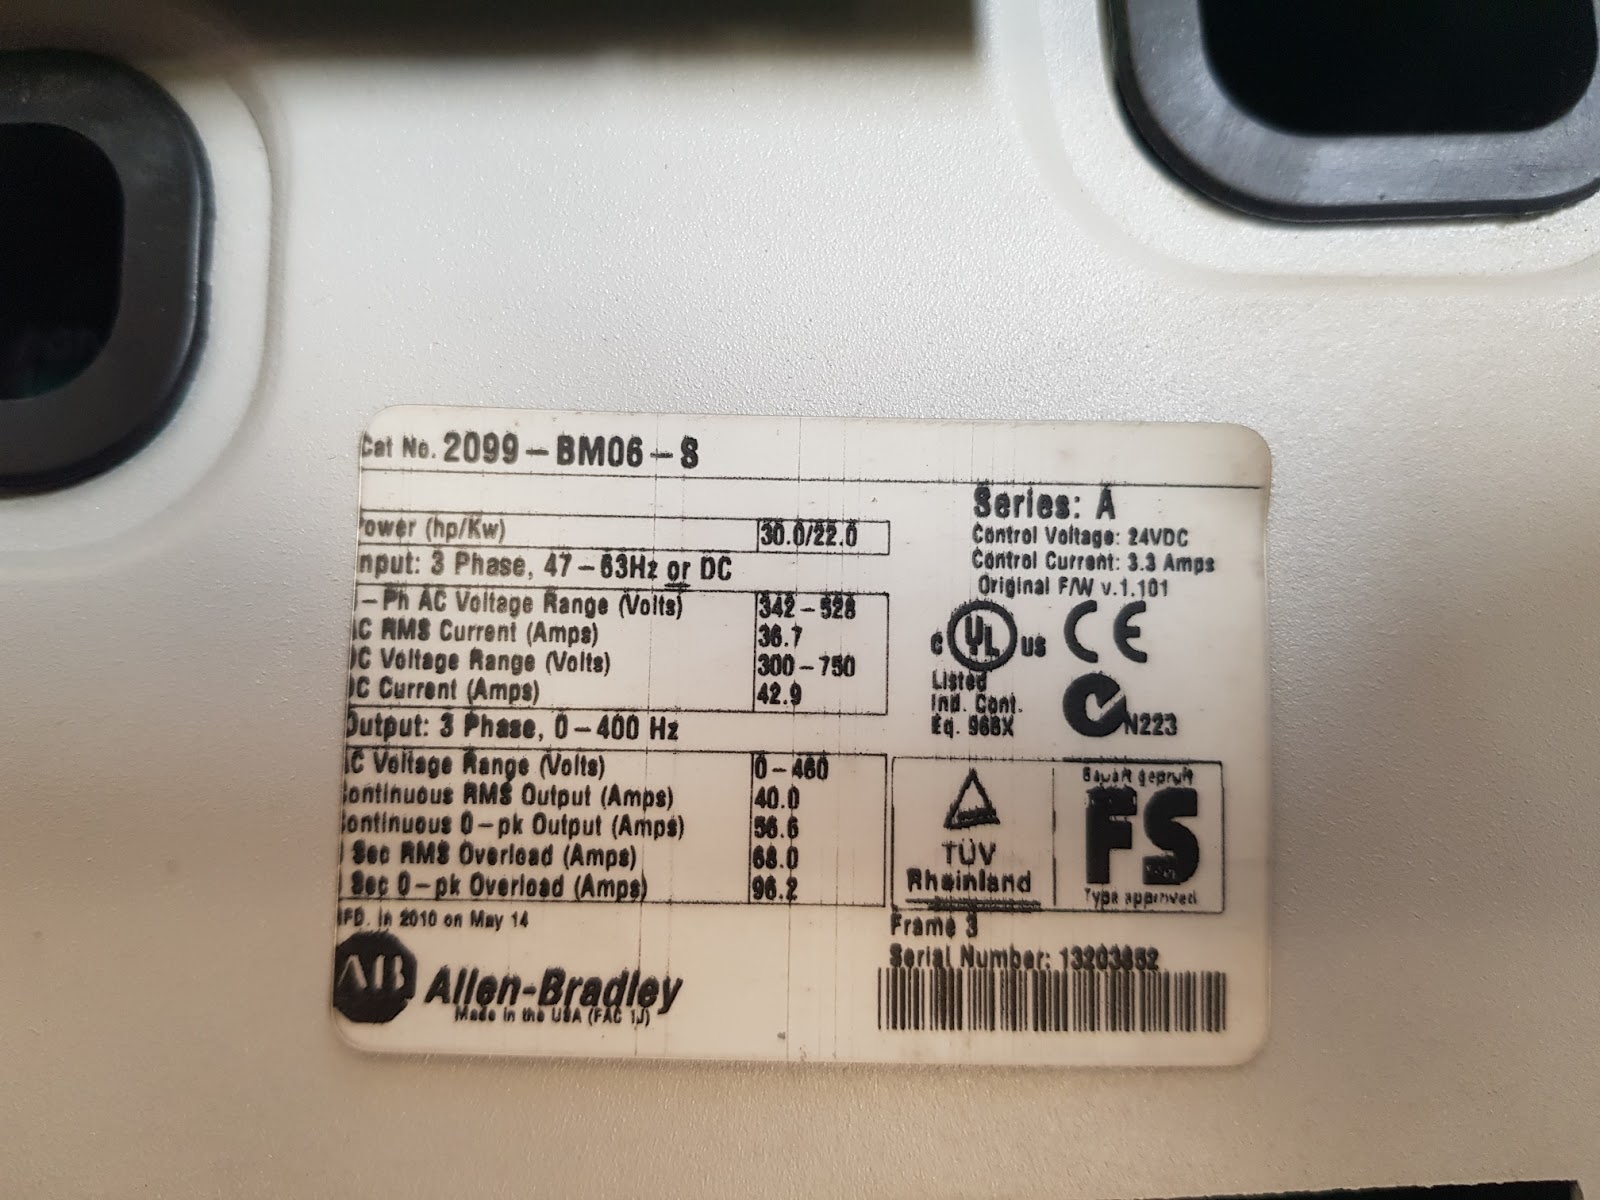 Cat No. 2099-BM06-S
Power (hp/Kw) 30.0/22.0
Input: 3 Phase, 47-63Hz or DC
-Ph AC Voltage Range (Volts) 342-528
AC RMS Current (Amps) 36.7
DC Voltage Range (Volts) 300-750
DC Current (Amps) 42.9
Output: 3 Phase, 0-400 Hz
AC Voltage Range (Volts) 0-460
Continuous RMS Output (Amps) 40.0
Continuous 0-pk Output (Amps) 56.6
Sec RMS Overload (Amps) 68.0
Sec 0-pk Overload (Amps) 96.2
MFD. in 2010 on May 14
AB Allen-Bradley
Made in the USA (FAC 1J)
Series: A
Control Voltage: 24VDC
Control Current: 3.3 Amps
Original F/W v.1.101
C UL US CE
Listed
Ind. Cont.
Eq. 966X
N223
TÜV
Rheinland
Bauart geprüft
FS
Type approved
Frame 3
Serial Number: 13203852